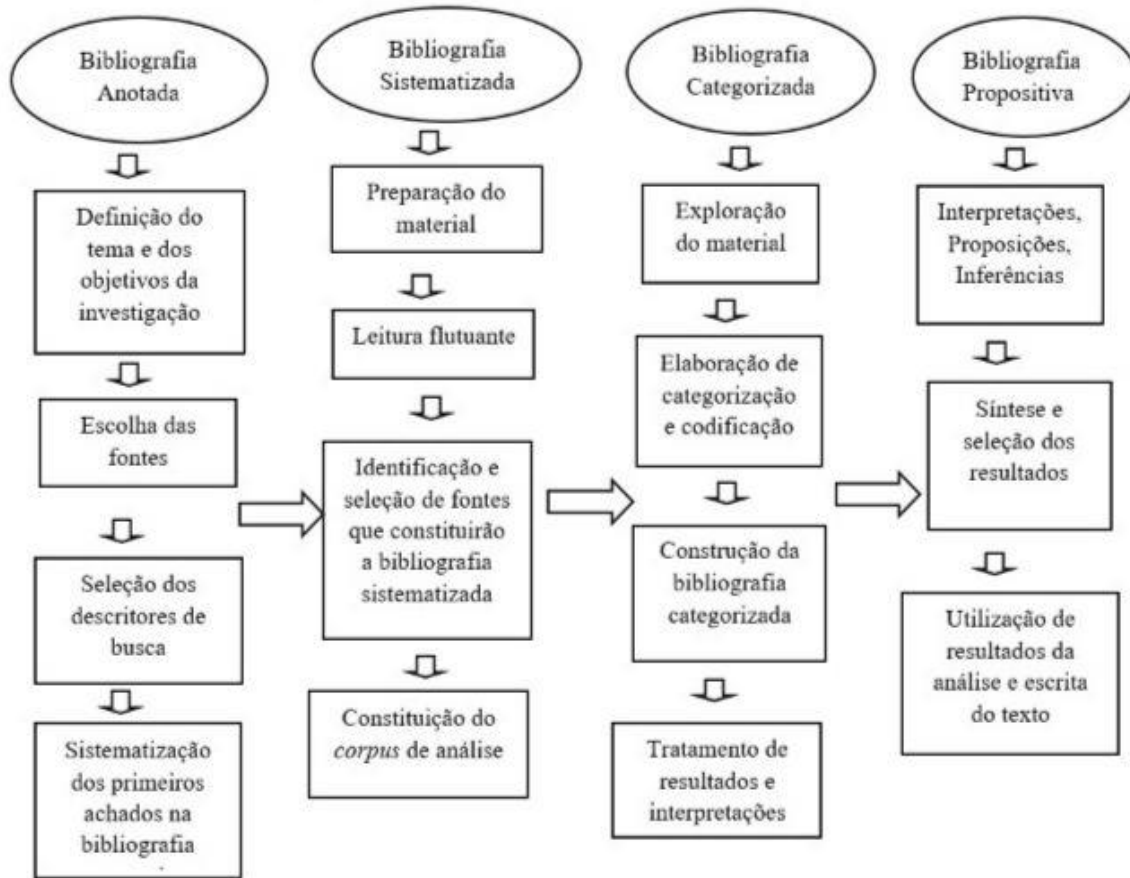 Bibliografia
Anotada
Definição do
tema e dos
objetivos da
investigação
Escolha das
fontes
Seleção dos
descritores de
busca
Sistematização
dos primeiros
achados na
bibliografia
Bibliografia
Sistematizada
Preparação do
material
Leitura flutuante
Identificação e
seleção de fontes
que constituirão
a bibliografia
sistematizada
Constituição do
corpus de análise
Bibliografia
Categorizada
Exploração
do material
Elaboração de
categorização
e codificação
Construção da
bibliografia
categorizada
Tratamento de
resultados e
interpretações
Bibliografia
Propositiva
Interpretações,
Proposições,
Inferências
Síntese e
seleção dos
resultados
Utilização de
resultados da
análise e escrita
do texto